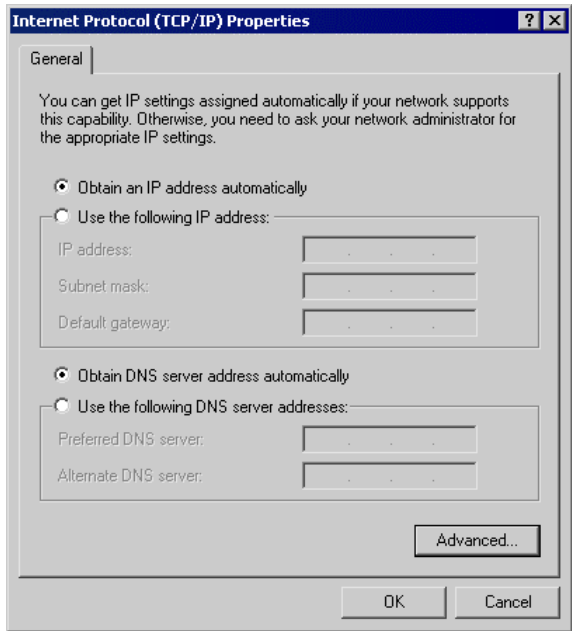 Internet Protocol (TCP/IP) Properties
General
You can get IP settings assigned automatically if your network supports
this capability. Otherwise, you need to ask your network administrator for
the appropriate IP settings.
Obtain an IP address automatically
Use the following IP address:
IP address:
Subnet mask:
Default gateway:
Obtain DNS server address automatically
Use the following DNS server addresses:
Preferred DNS server:
Alternate DNS server:
Advanced...
OK Cancel